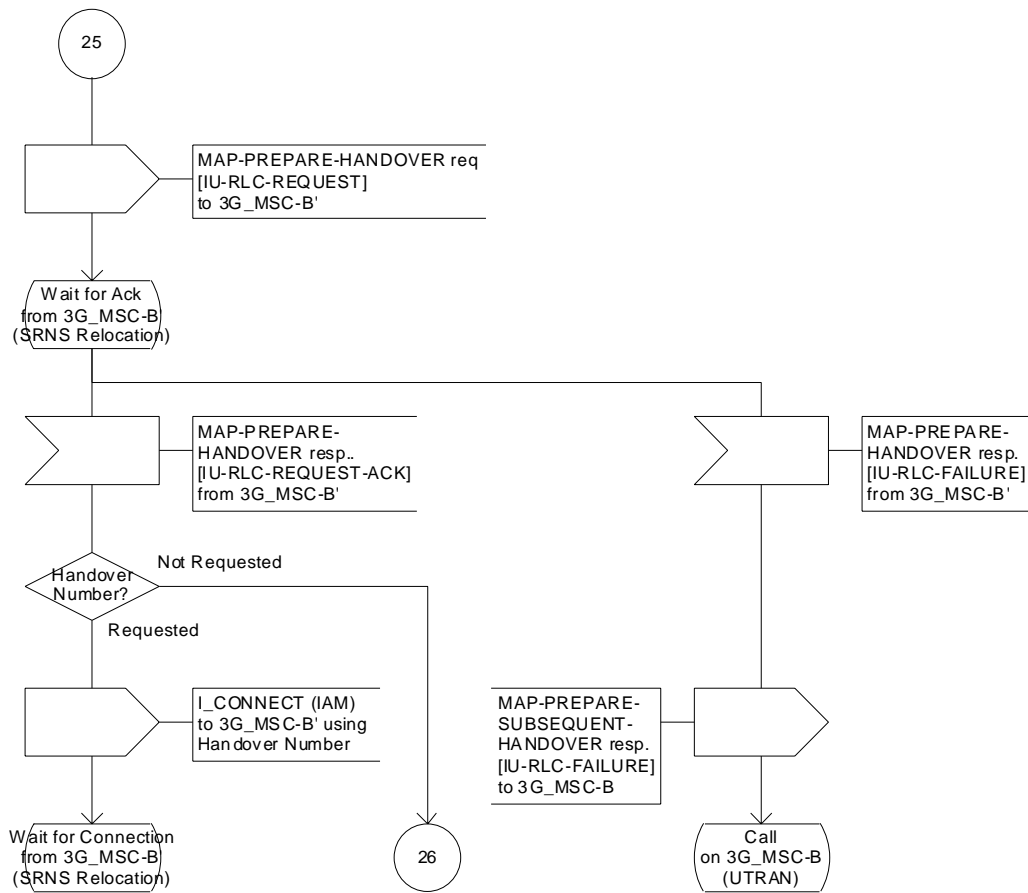 25
MAP-PREPARE-HANDOVER req
[IU-RLC-REQUEST]
to 3G_MSC-B'
Wait for Ack
from 3G_MSC-B'
(SRNS Relocation)
MAP-PREPARE-
HANDOVER resp..
[IU-RLC-REQUEST-ACK]
from 3G_MSC-B'
MAP-PREPARE-
HANDOVER resp.
[IU-RLC-FAILURE]
from 3G_MSC-B'
Handover
Number?
Not Requested
Requested
I_CONNECT (IAM)
to 3G_MSC-B' using
Handover Number
MAP-PREPARE-
SUBSEQUENT-
HANDOVER resp.
[IU-RLC-FAILURE]
to 3G_MSC-B
Wait for Connection
from 3G_MSC-B'
(SRNS Relocation)
26
Call
on 3G_MSC-B
(UTRAN)